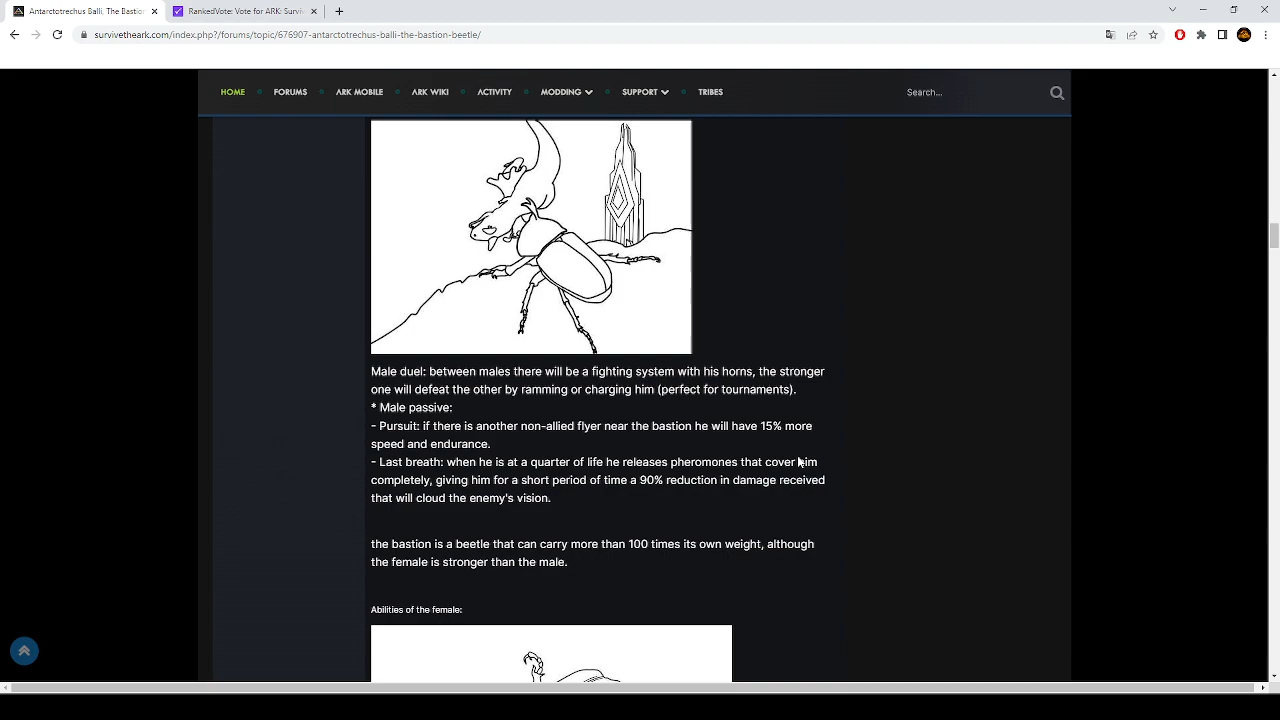 Antarctotrechus Balli, The Bastion
RankedVote: Vote for ARK: Surviv
survivetheark.com/index.php?/forums/topic/676907-antarctotrechus-balli-the-bastion-beetle/
HOME FORUMS ARK MOBILE ARK WIKI ACTIVITY MODDING SUPPORT TRIBES Search...
Male duel: between males there will be a fighting system with his horns, the stronger
one will defeat the other by ramming or charging him (perfect for tournaments).
* Male passive:
- Pursuit: if there is another non-allied flyer near the bastion he will have 15% more
speed and endurance.
- Last breath: when he is at a quarter of life he releases pheromones that cover him
completely, giving him for a short period of time a 90% reduction in damage received
that will cloud the enemy's vision.
the bastion is a beetle that can carry more than 100 times its own weight, although
the female is stronger than the male.
Abilities of the female: